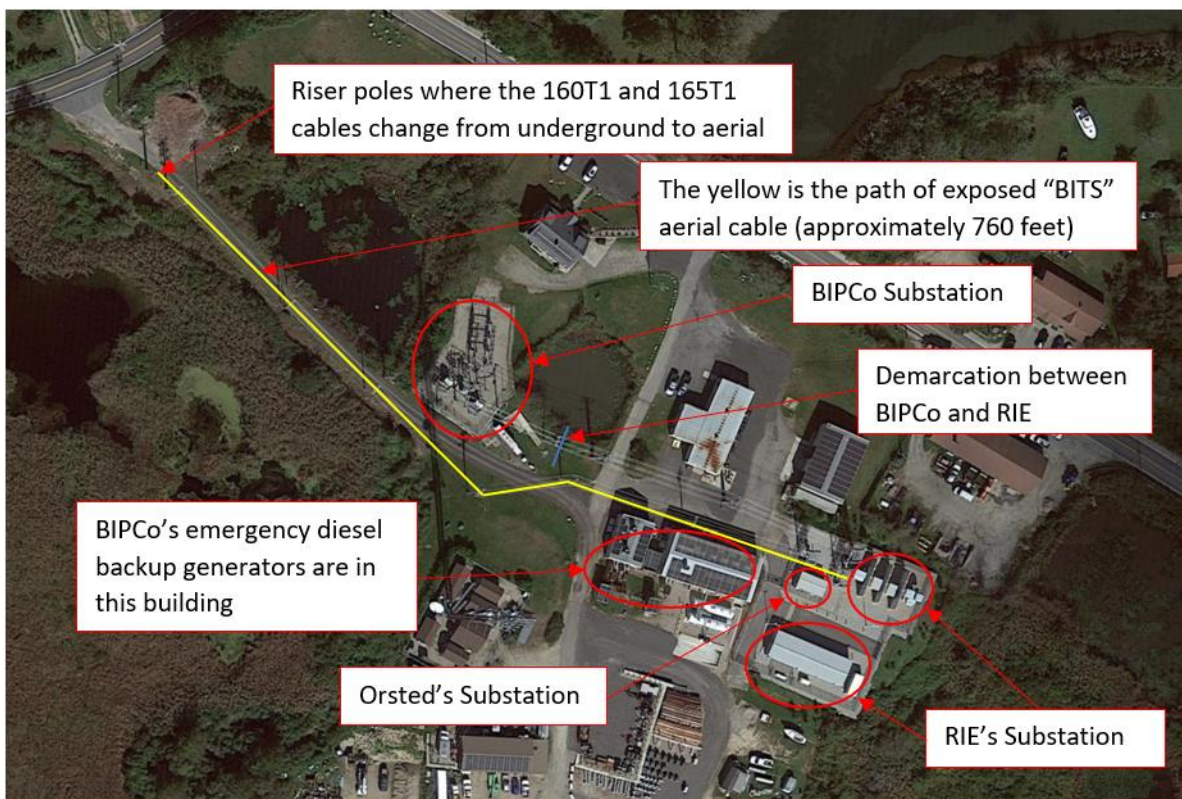 Riser poles where the 160T1 and 165T1
cables change from underground to aerial
The yellow is the path of exposed “BITS”
aerial cable (approximately 760 feet)
BIPCo Substation
Demarcation between
BIPCo and RIE
BIPCo’s emergency diesel
backup generators are in
this building
Orsted’s Substation
RIE’s Substation